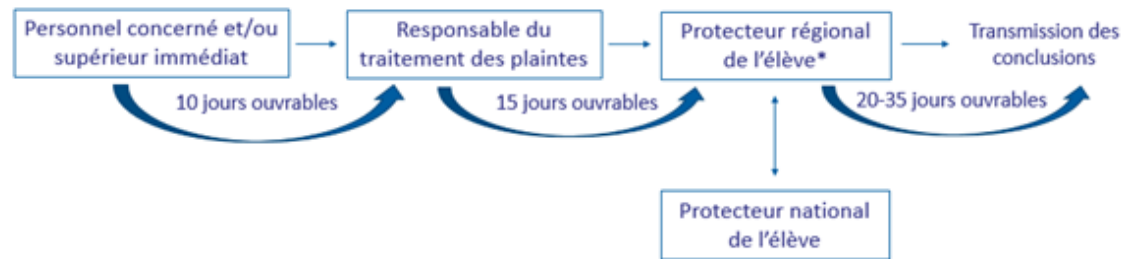 Personnel concerné et/ou
supérieur immédiat
Responsable du
traitement des plaintes
Protecteur régional
de l'élève*
Transmission des
conclusions
10 jours ouvrables
15 jours ouvrables
20-35 jours ouvrables
Protecteur national
de l'élève